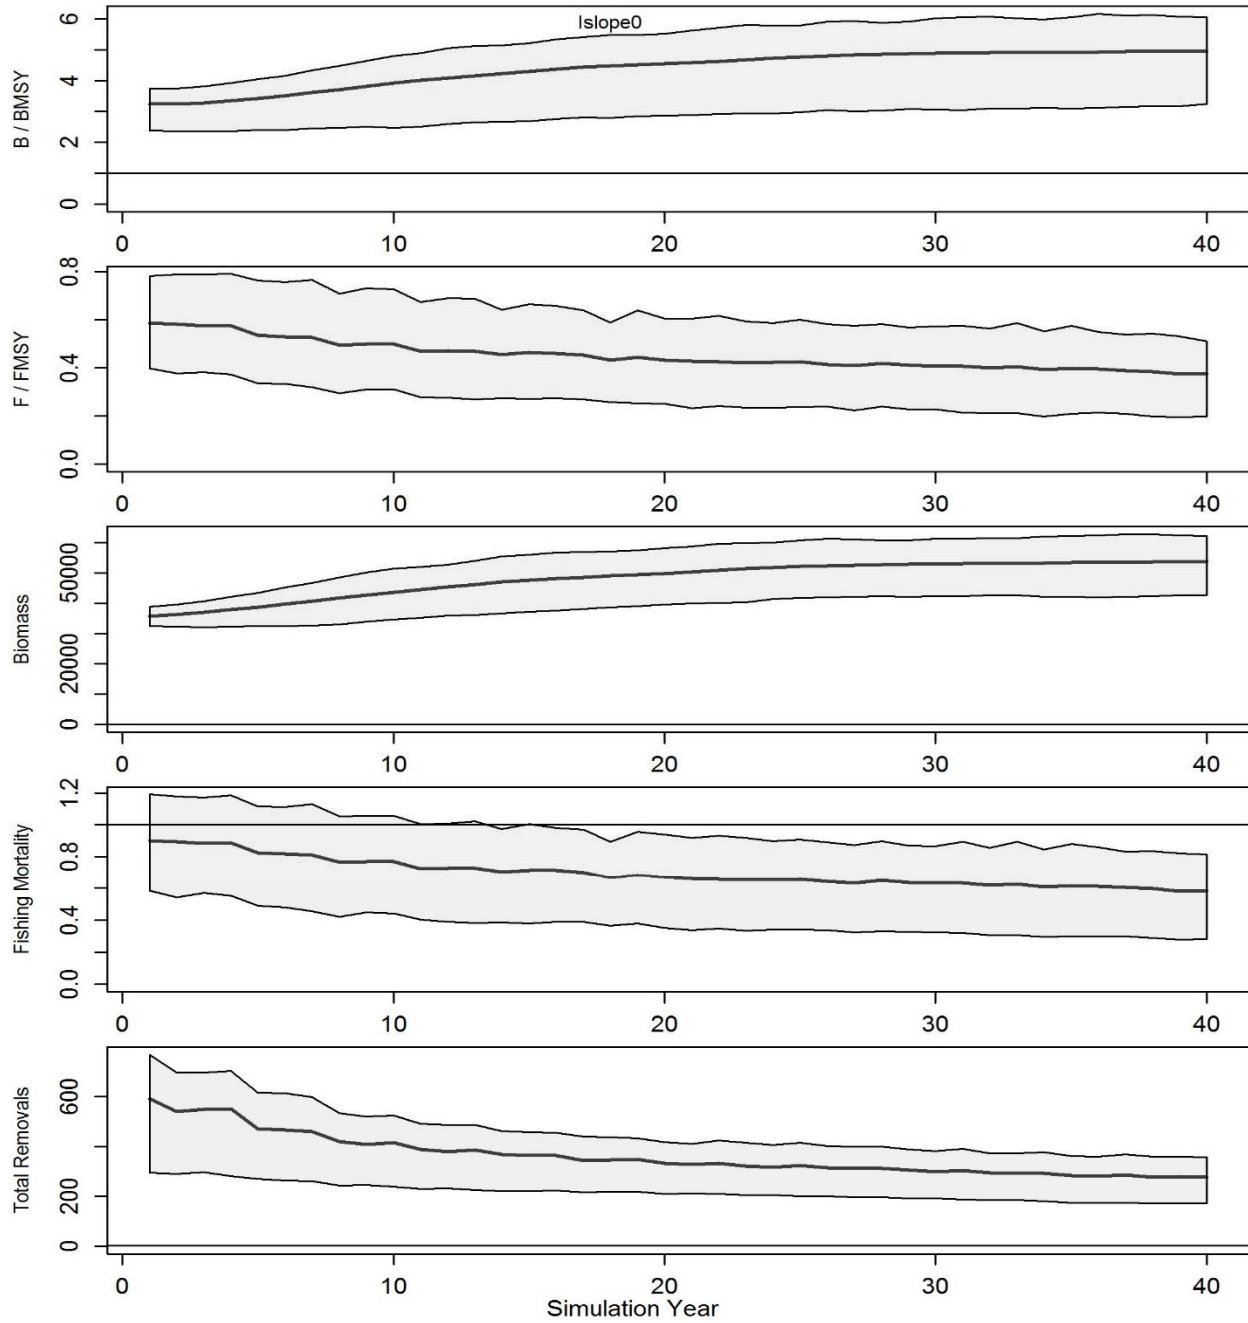 Islope0
B / BMSY
0 2 4 6
0 10 20 30 40
F / FMSY
0.0 0.4 0.8
0 10 20 30 40
Biomass
0 20000 50000
0 10 20 30 40
Fishing Mortality
0.0 0.4 0.8 1.2
0 10 20 30 40
Total Removals
0 200 600
0 10 20 30 40
Simulation Year